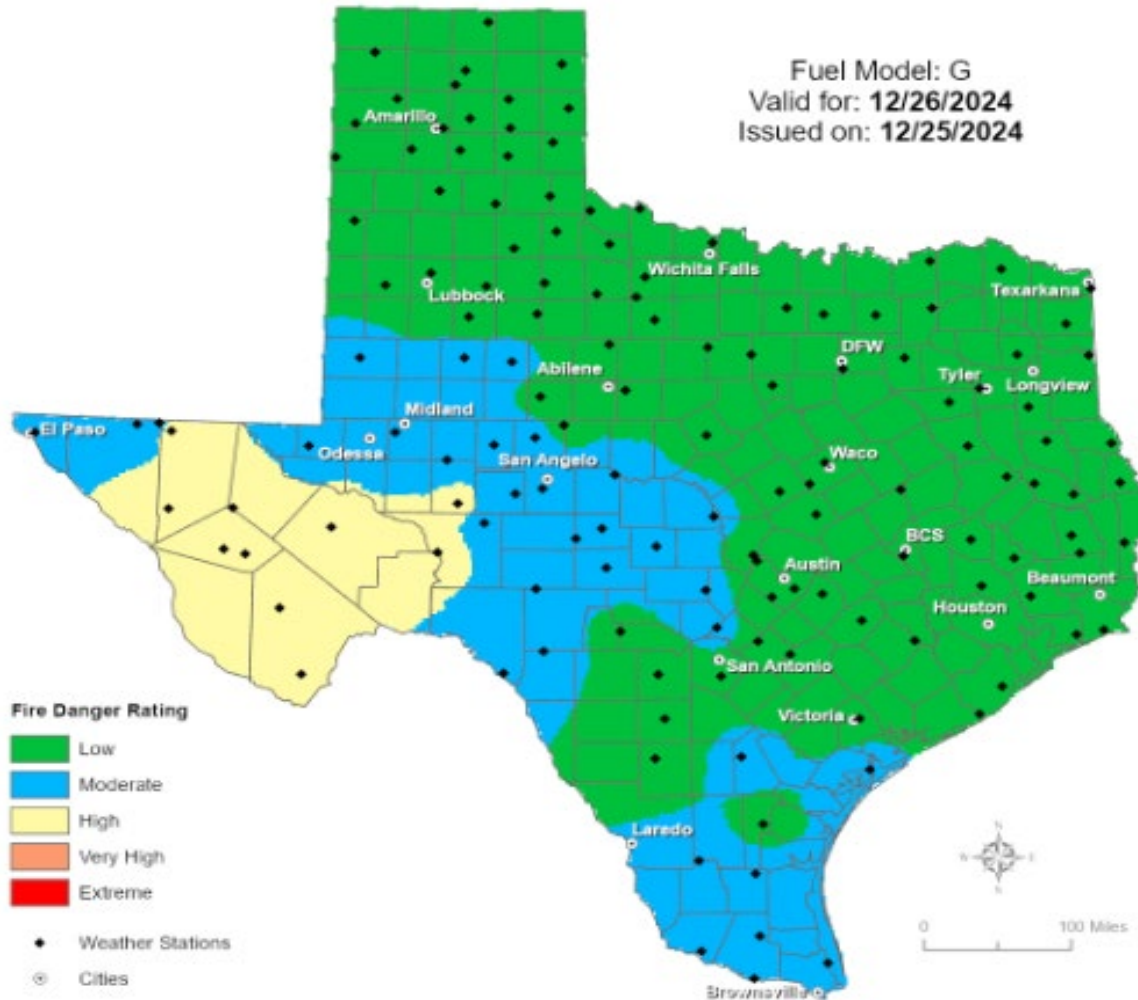 Fuel Model: G
Valid for: 12/26/2024
Issued on: 12/25/2024
Amarillo
Wichita Falls
Lubbock
Texarkana
DFW
Abilene
Tyler
Longview
Midland
El Paso
Odessa
San Angelo
Waco
BCS
Austin
Beaumont
Houston
San Antonio
Victoria
Laredo
Brownsville
Fire Danger Rating
Low
Moderate
High
Very High
Extreme
Weather Stations
Cities
N
W
E
0 100 Miles